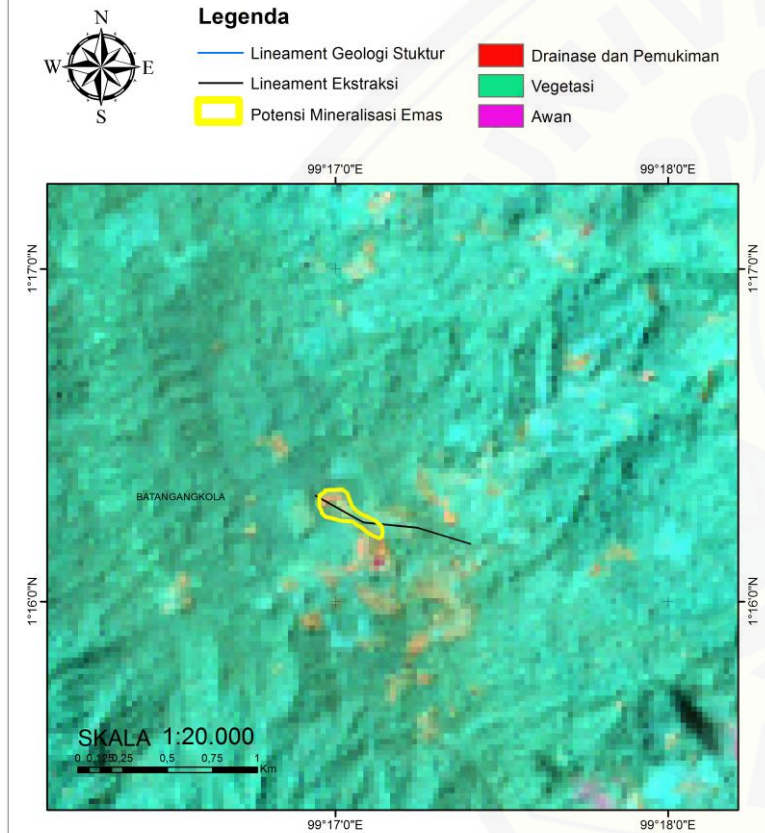 N
W E
S
Legenda
Lineament Geologi Stuktur
Lineament Ekstraksi
Potensi Mineralisasi Emas
Drainase dan Pemukiman
Vegetasi
Awan
99°17'0"E 99°18'0"E
1°17'0"N 1°17'0"N
BATANGANGKOLA
1°16'0"N 1°16'0"N
SKALA 1:20.000
0 0,125 0,25 0,5 0,75 1
Km
99°17'0"E 99°18'0"E